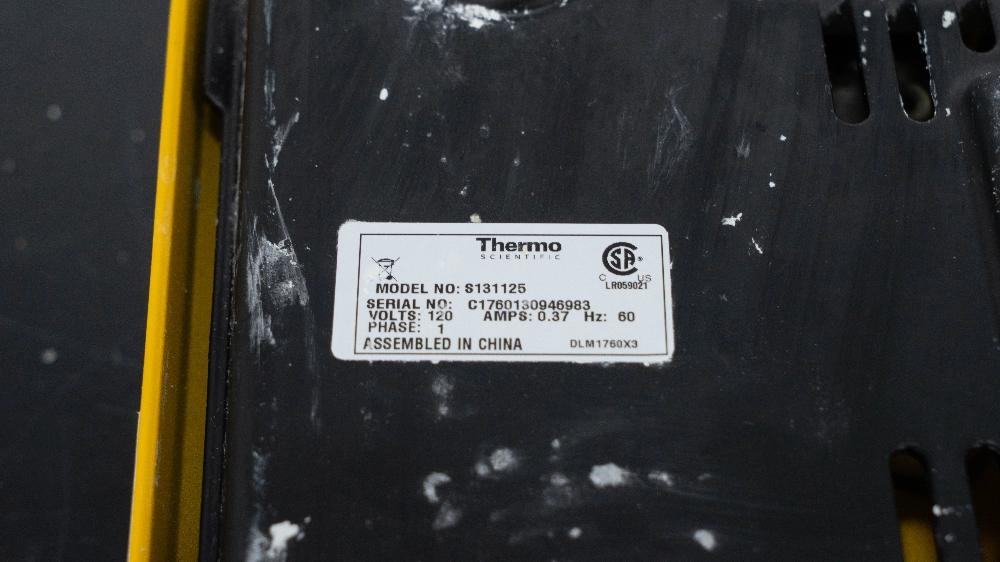 Thermo
SCIENTIFIC
SA
C US
LR059021
MODEL NO: S131125
SERIAL NO: C1760130946983
VOLTS: 120 AMPS: 0.37 Hz: 60
PHASE: 1
ASSEMBLED IN CHINA DLM1760X3